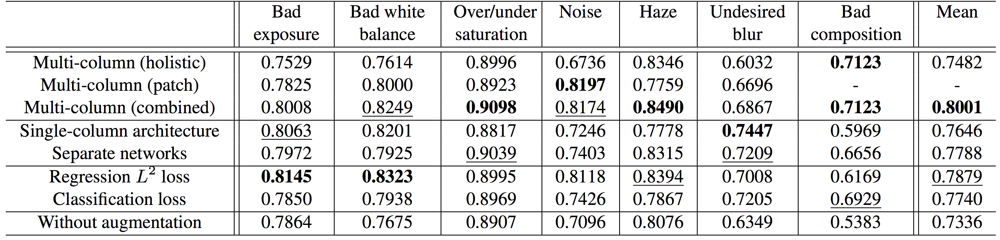 Bad Bad white Over/under Noise Haze Undesired Bad Mean
exposure balance saturation blur composition
Multi-column (holistic) 0.7529 0.7614 0.8996 0.6736 0.8346 0.6032 0.7123 0.7482
Multi-column (patch) 0.7825 0.8000 0.8923 0.8197 0.7759 0.6696 - -
Multi-column (combined) 0.8008 0.8249 0.9098 0.8174 0.8490 0.6867 0.7123 0.8001
Single-column architecture 0.8063 0.8201 0.8817 0.7246 0.7778 0.7447 0.5969 0.7646
Separate networks 0.7972 0.7925 0.9039 0.7403 0.8315 0.7209 0.6656 0.7788
Regression L² loss 0.8145 0.8323 0.8995 0.8118 0.8394 0.7008 0.6169 0.7879
Classification loss 0.7850 0.7938 0.8969 0.7426 0.7867 0.7205 0.6929 0.7740
Without augmentation 0.7864 0.7675 0.8907 0.7096 0.8076 0.6349 0.5383 0.7336